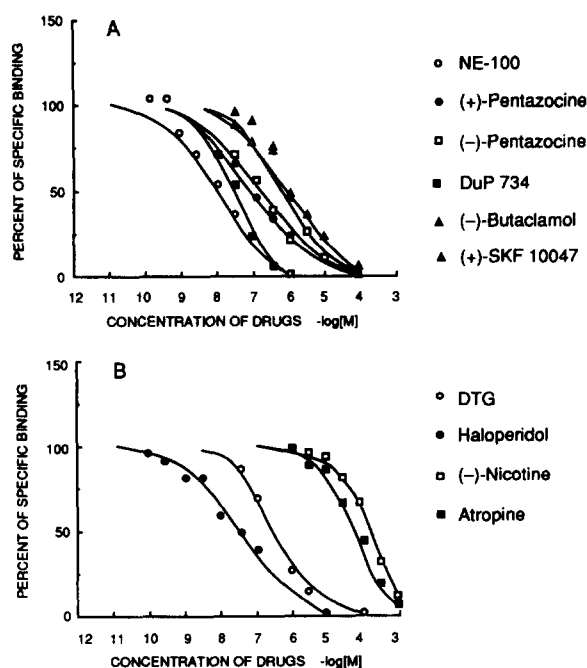 A
PERCENT OF SPECIFIC BINDING
150
100
50
0
12 11 10 9 8 7 6 5 4 3
CONCENTRATION OF DRUGS -log[M]
NE-100
(+)-Pentazocine
(−)-Pentazocine
DuP 734
(−)-Butaclamol
(+)-SKF 10047
B
PERCENT OF SPECIFIC BINDING
150
100
50
0
12 11 10 9 8 7 6 5 4 3
CONCENTRATION OF DRUGS -log[M]
DTG
Haloperidol
(−)-Nicotine
Atropine